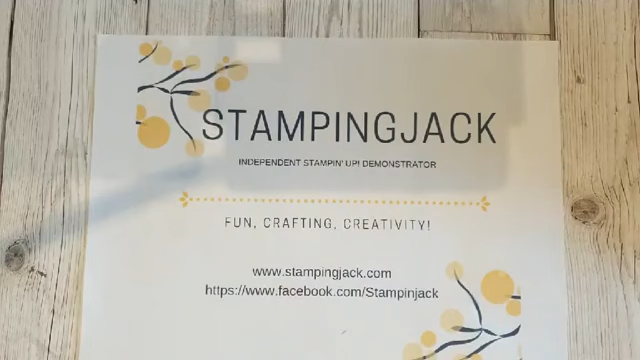 STAMPINGJACK
INDEPENDENT STAMPIN' UP! DEMONSTRATOR
FUN, CRAFTING, CREATIVITY!
www.stampingjack.com
https://www.facebook.com/Stampinjack